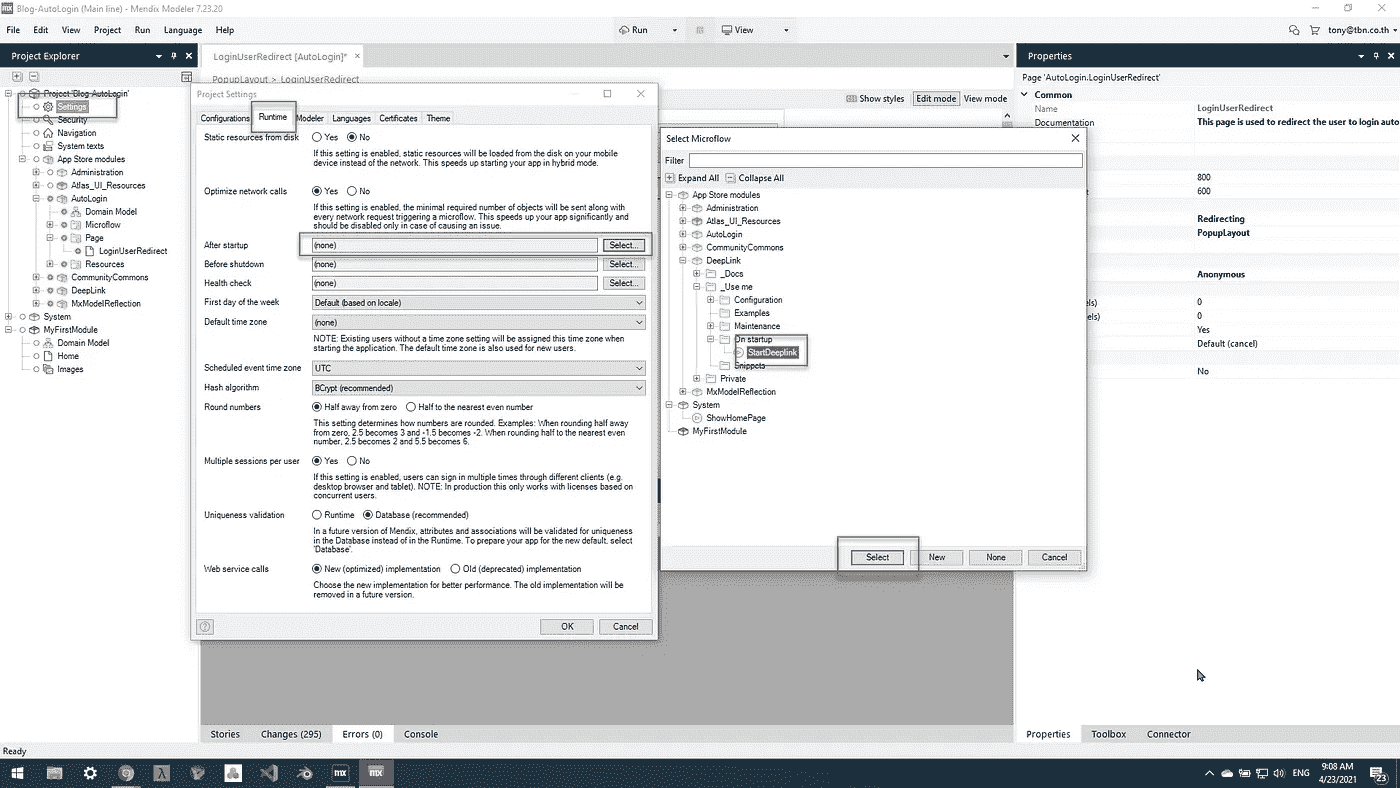 Blog-AutoLogin (Main line) - Mendix Modeler 7.23.20
File Edit View Project Run Language Help
Run
View
tony@tbn.co.th
Project Explorer
LoginUserRedirect [AutoLogin]*
Properties
PopupLayout > LoginUserRedirect
Page 'AutoLogin.LoginUserRedirect'
Project 'Blog-AutoLogin'
Settings
Security
Navigation
System texts
App Store modules
Administration
Atlas_UI_Resources
AutoLogin
Domain Model
Microflow
Page
LoginUserRedirect
Resources
CommunityCommons
DeepLink
MxModelReflection
System
MyFirstModule
Domain Model
Home
Images
Project Settings
Configurations Runtime Modeler Languages Certificates Theme
Static resources from disk Yes No
If this setting is enabled, static resources will be loaded from the disk on your mobile
device instead of the network. This speeds up starting your app in hybrid mode.
Optimize network calls Yes No
If this setting is enabled, the minimal required number of objects will be sent along with
every network request triggering a microflow. This speeds up your app significantly and
should be disabled only in case of causing an issue.
After startup (none) Select...
Before shutdown (none) Select...
Health check (none) Select...
First day of the week Default (based on locale)
Default time zone (none)
NOTE: Existing users without a time zone setting will be assigned this time zone when
starting the application. The default time zone is also used for new users.
Scheduled event time zone UTC
Hash algorithm BCrypt (recommended)
Round numbers Half away from zero Half to the nearest even number
This setting determines how numbers are rounded. Examples: When rounding half away
from zero, 2.5 becomes 3 and -1.5 becomes -2. When rounding half to the nearest even
number, 2.5 becomes 2 and 5.5 becomes 6.
Multiple sessions per user Yes No
If this setting is enabled, users can sign in multiple times through different clients (e.g.
desktop browser and tablet). NOTE: In production this only works with licenses based on
concurrent users.
Uniqueness validation Runtime Database (recommended)
In a future version of Mendix, attributes and associations will be validated for uniqueness
in the Database instead of in the Runtime. To prepare your app for the new default, select
'Database'.
Web service calls New (optimized) implementation Old (deprecated) implementation
Choose the new implementation for better performance. The old implementation will be
removed in a future version.
OK Cancel
Show styles Edit mode View mode
Select Microflow
Filter
Expand All Collapse All
App Store modules
Administration
Atlas_UI_Resources
AutoLogin
CommunityCommons
DeepLink
_Docs
_Use me
Configuration
Examples
Maintenance
On startup
StartDeeplink
Snippets
Private
MxModelReflection
System
ShowHomePage
MyFirstModule
Select New None Cancel
Common
Name LoginUserRedirect
Documentation This page is used to redirect the user to login auto
800
600
Redirecting
PopupLayout
Anonymous
0
0
Yes
Default (cancel)
No
Stories Changes (295) Errors (0) Console
Properties Toolbox Connector
Ready
ENG
9:08 AM
4/23/2021
23